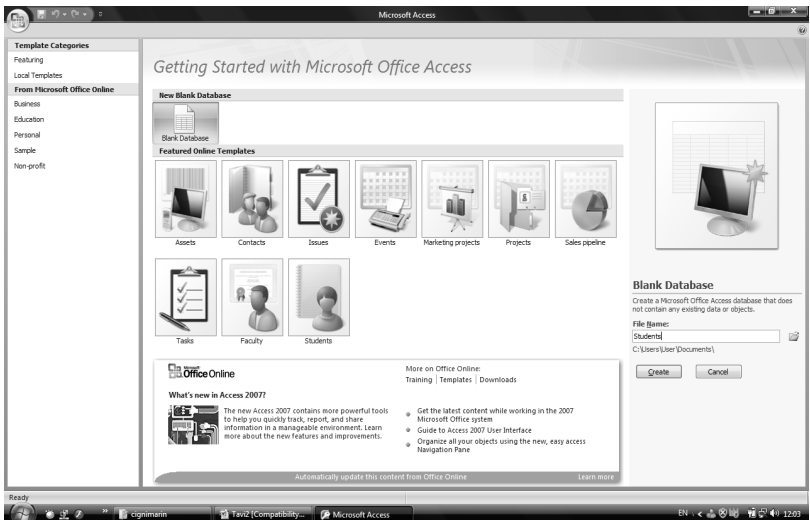 Microsoft Access
Template Categories
Featuring
Local Templates
From Microsoft Office Online
Business
Education
Personal
Sample
Non-profit
Getting Started with Microsoft Office Access
New Blank Database
Blank Database
Featured Online Templates
Assets
Contacts
Issues
Events
Marketing projects
Projects
Sales pipeline
Tasks
Faculty
Students
Microsoft
Office Online
What's new in Access 2007?
The new Access 2007 contains more powerful tools
to help you quickly track, report, and share
information in a manageable environment. Learn
more about the new features and improvements.
More on Office Online:
Training | Templates | Downloads
Get the latest content while working in the 2007
Microsoft Office system
Guide to Access 2007 User Interface
Organize all your objects using the new, easy access
Navigation Pane
Automatically update this content from Office Online
Learn more
Blank Database
Create a Microsoft Office Access database that does
not contain any existing data or objects.
File Name:
Students
C:\Users\User\Documents\
Create
Cancel
Ready
cignimarin
Tavi2 [Compatibility...
Microsoft Access
EN
12:03